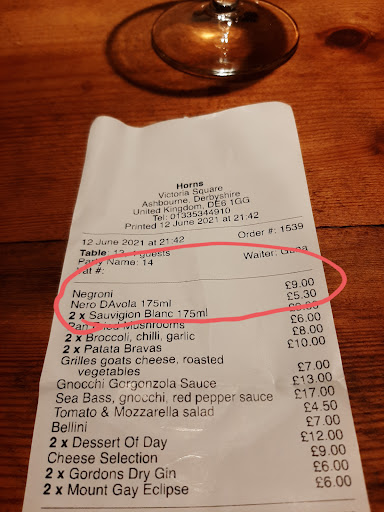 Horns
Victoria Square
Ashbourne, Derbyshire
United Kingdom, DE6 1GG
Tel: 01335344910
Printed 12 June 2021 at 21:42
12 June 2021 at 21:42 Order #: 1539
Table: guests Waiter:
Party Name: 14
Vat #:
Negroni £9.00
Nero DAvola 175ml £5.30
2 x Sauvigion Blanc 175ml
Pan Fried Mushrooms £6.00
2 x Broccoli, chilli, garlic £8.00
2 x Patata Bravas £10.00
Grilles goats cheese, roasted
vegetables £7.00
Gnocchi Gorgonzola Sauce £13.00
Sea Bass, gnocchi, red pepper sauce £17.00
Tomato & Mozzarella salad £4.50
Bellini £7.00
2 x Dessert Of Day £12.00
Cheese Selection £9.00
2 x Gordons Dry Gin £6.00
2 x Mount Gay Eclipse £6.00